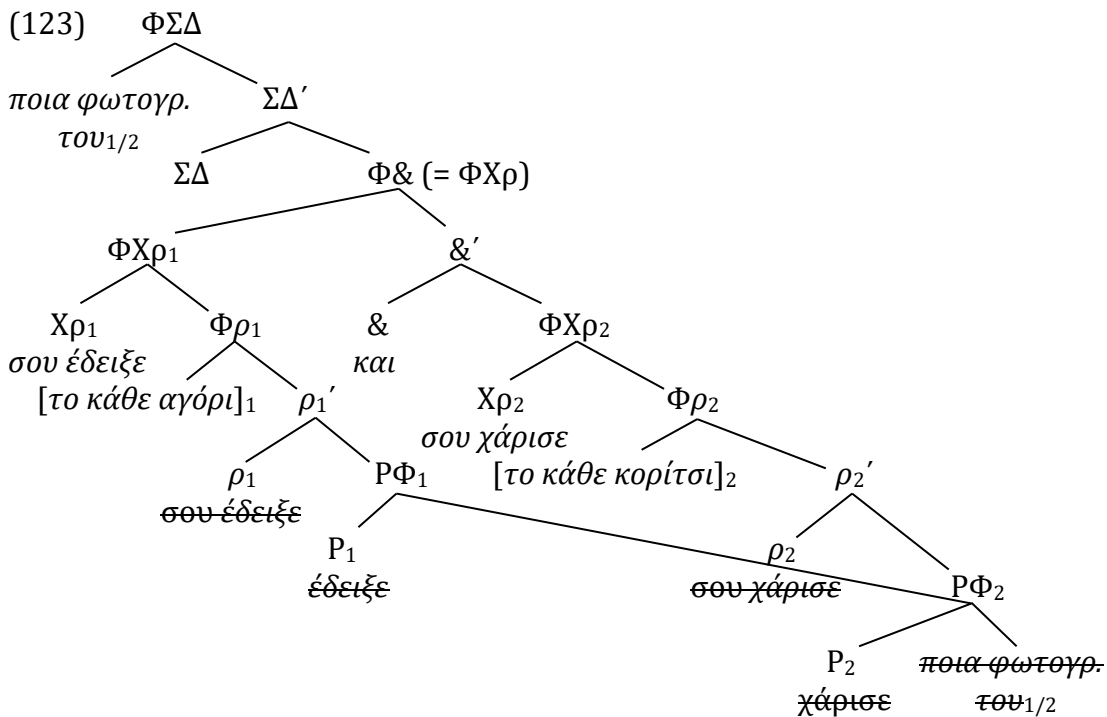 (123) ΦΣΔ
ποια φωτογρ. ΣΔ′
του1/2
ΣΔ Φ& (= ΦΧρ)
ΦΧρ1 &′
Χρ1 Φρ1 & ΦΧρ2
σου έδειξε και
[το κάθε αγόρι]1 ρ1′ Χρ2 Φρ2
σου χάρισε
ρ1 ΡΦ1 [το κάθε κορίτσι]2 ρ2′
σου έδειξε
Ρ1 ρ2
έδειξε σου χάρισε ΡΦ2
Ρ2 ποια φωτογρ.
χάρισε του1/2